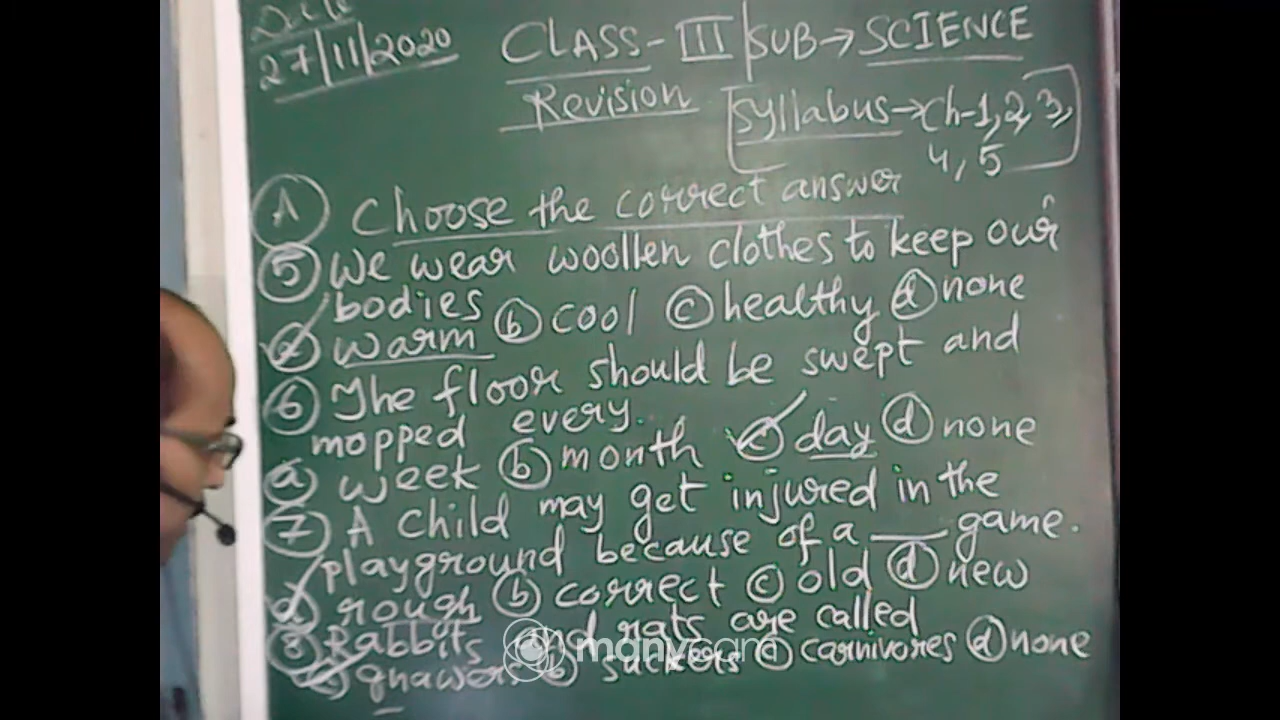 Date
27/11/2020 CLASS-III SUB→SCIENCE
Revision Syllabus→Ch-1,2,3,
4,5
A Choose the correct answer
5 We wear woollen clothes to keep our
bodies
a warm b cool c healthy d none
6 The floor should be swept and
mopped every.
a week b month c day d none
7 A child may get injured in the
playground because of a ___ game.
a rough b correct c old d new
8 Rabbits and rats are called
a gnawers b suckers c carnivores d none
manycam